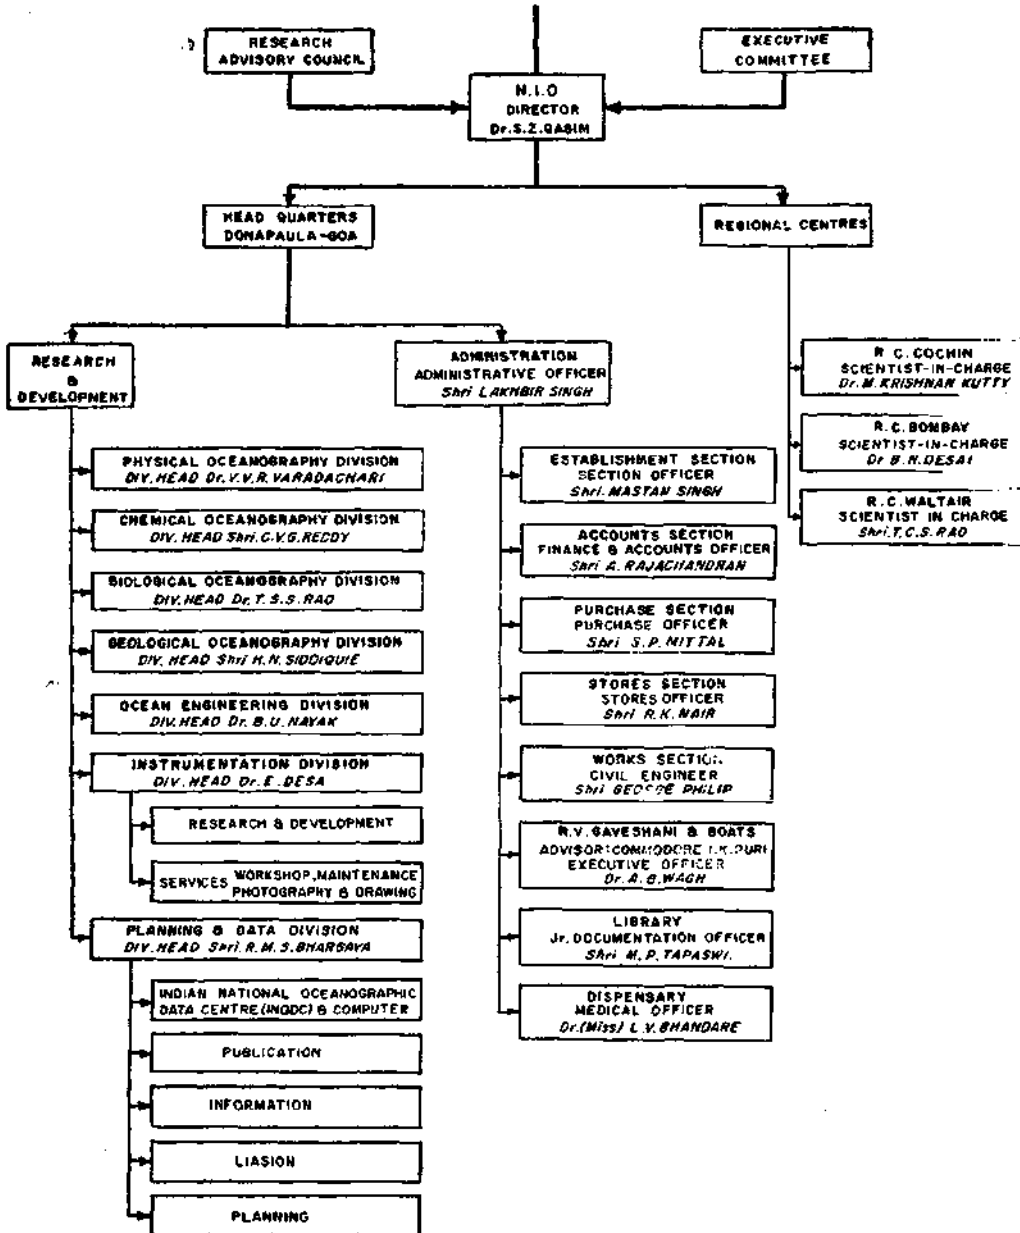 RESEARCH
ADVISORY COUNCIL
EXECUTIVE
COMMITTEE
N.I.O
DIRECTOR
Dr.S.Z.QASIM
HEAD QUARTERS
DONAPAULA-GOA
REGIONAL CENTRES
RESEARCH
&
DEVELOPMENT
ADMINISTRATION
ADMINISTRATIVE OFFICER
Shri LAKHBIR SINGH
R C.COCHIN
SCIENTIST-IN-CHARGE
Dr.M.KRISHNAN KUTTY
R.C.BOMBAY
SCIENTIST-IN-CHARGE
Dr B.N.DESAI
R.C.WALTAIR
SCIENTIST IN CHARGE
Shri.T.C.S.RAO
PHYSICAL OCEANOGRAPHY DIVISION
DIV.HEAD Dr.V.V.R.VARADACHARI
CHEMICAL OCEANOGRAPHY DIVISION
DIV.HEAD Shri.C.V.G.REDDY
BIOLOGICAL OCEANOGRAPHY DIVISION
DIV.HEAD Dr.T.S.S.RAO
GEOLOGICAL OCEANOGRAPHY DIVISION
DIV.HEAD Shri H.N.SIDDIQUIE
OCEAN ENGINEERING DIVISION
DIV.HEAD Dr.B.U.NAYAK
INSTRUMENTATION DIVISION
DIV.HEAD Dr.E.DESA
RESEARCH & DEVELOPMENT
SERVICES WORKSHOP,MAINTENANCE
PHOTOGRAPHY & DRAWING
PLANNING & DATA DIVISION
DIV.HEAD Shri.R.M.S.BHARGAVA
INDIAN NATIONAL OCEANOGRAPHIC
DATA CENTRE(INODC) & COMPUTER
PUBLICATION
INFORMATION
LIASION
PLANNING
ESTABLISHMENT SECTION
SECTION OFFICER
Shri.MASTAN SINGH
ACCOUNTS SECTION
FINANCE & ACCOUNTS OFFICER
Shri A.RAJACHANDRAN
PURCHASE SECTION
PURCHASE OFFICER
Shri S.P.MITTAL
STORES SECTION
STORES OFFICER
Shri R.K.NAIR
WORKS SECTION
CIVIL ENGINEER
Shri GEORGE PHILIP
R.V.GAVESHANI & BOATS
ADVISOR:COMMODORE I.K.PURI
EXECUTIVE OFFICER
Dr.A.B.WAGH
LIBRARY
Jr.DOCUMENTATION OFFICER
Shri M.P.TAPASWI.
DISPENSARY
MEDICAL OFFICER
Dr.(Miss) L.V.BHANDARE